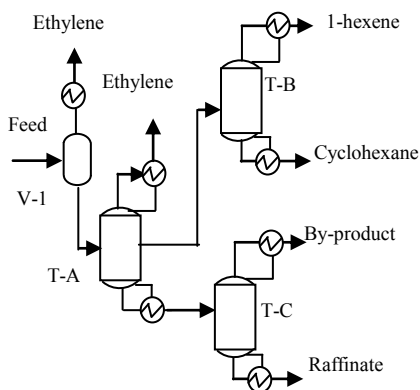 Ethylene
1-hexene
Ethylene
T-B
Feed
Cyclohexane
V-1
By-product
T-A
T-C
Raffinate